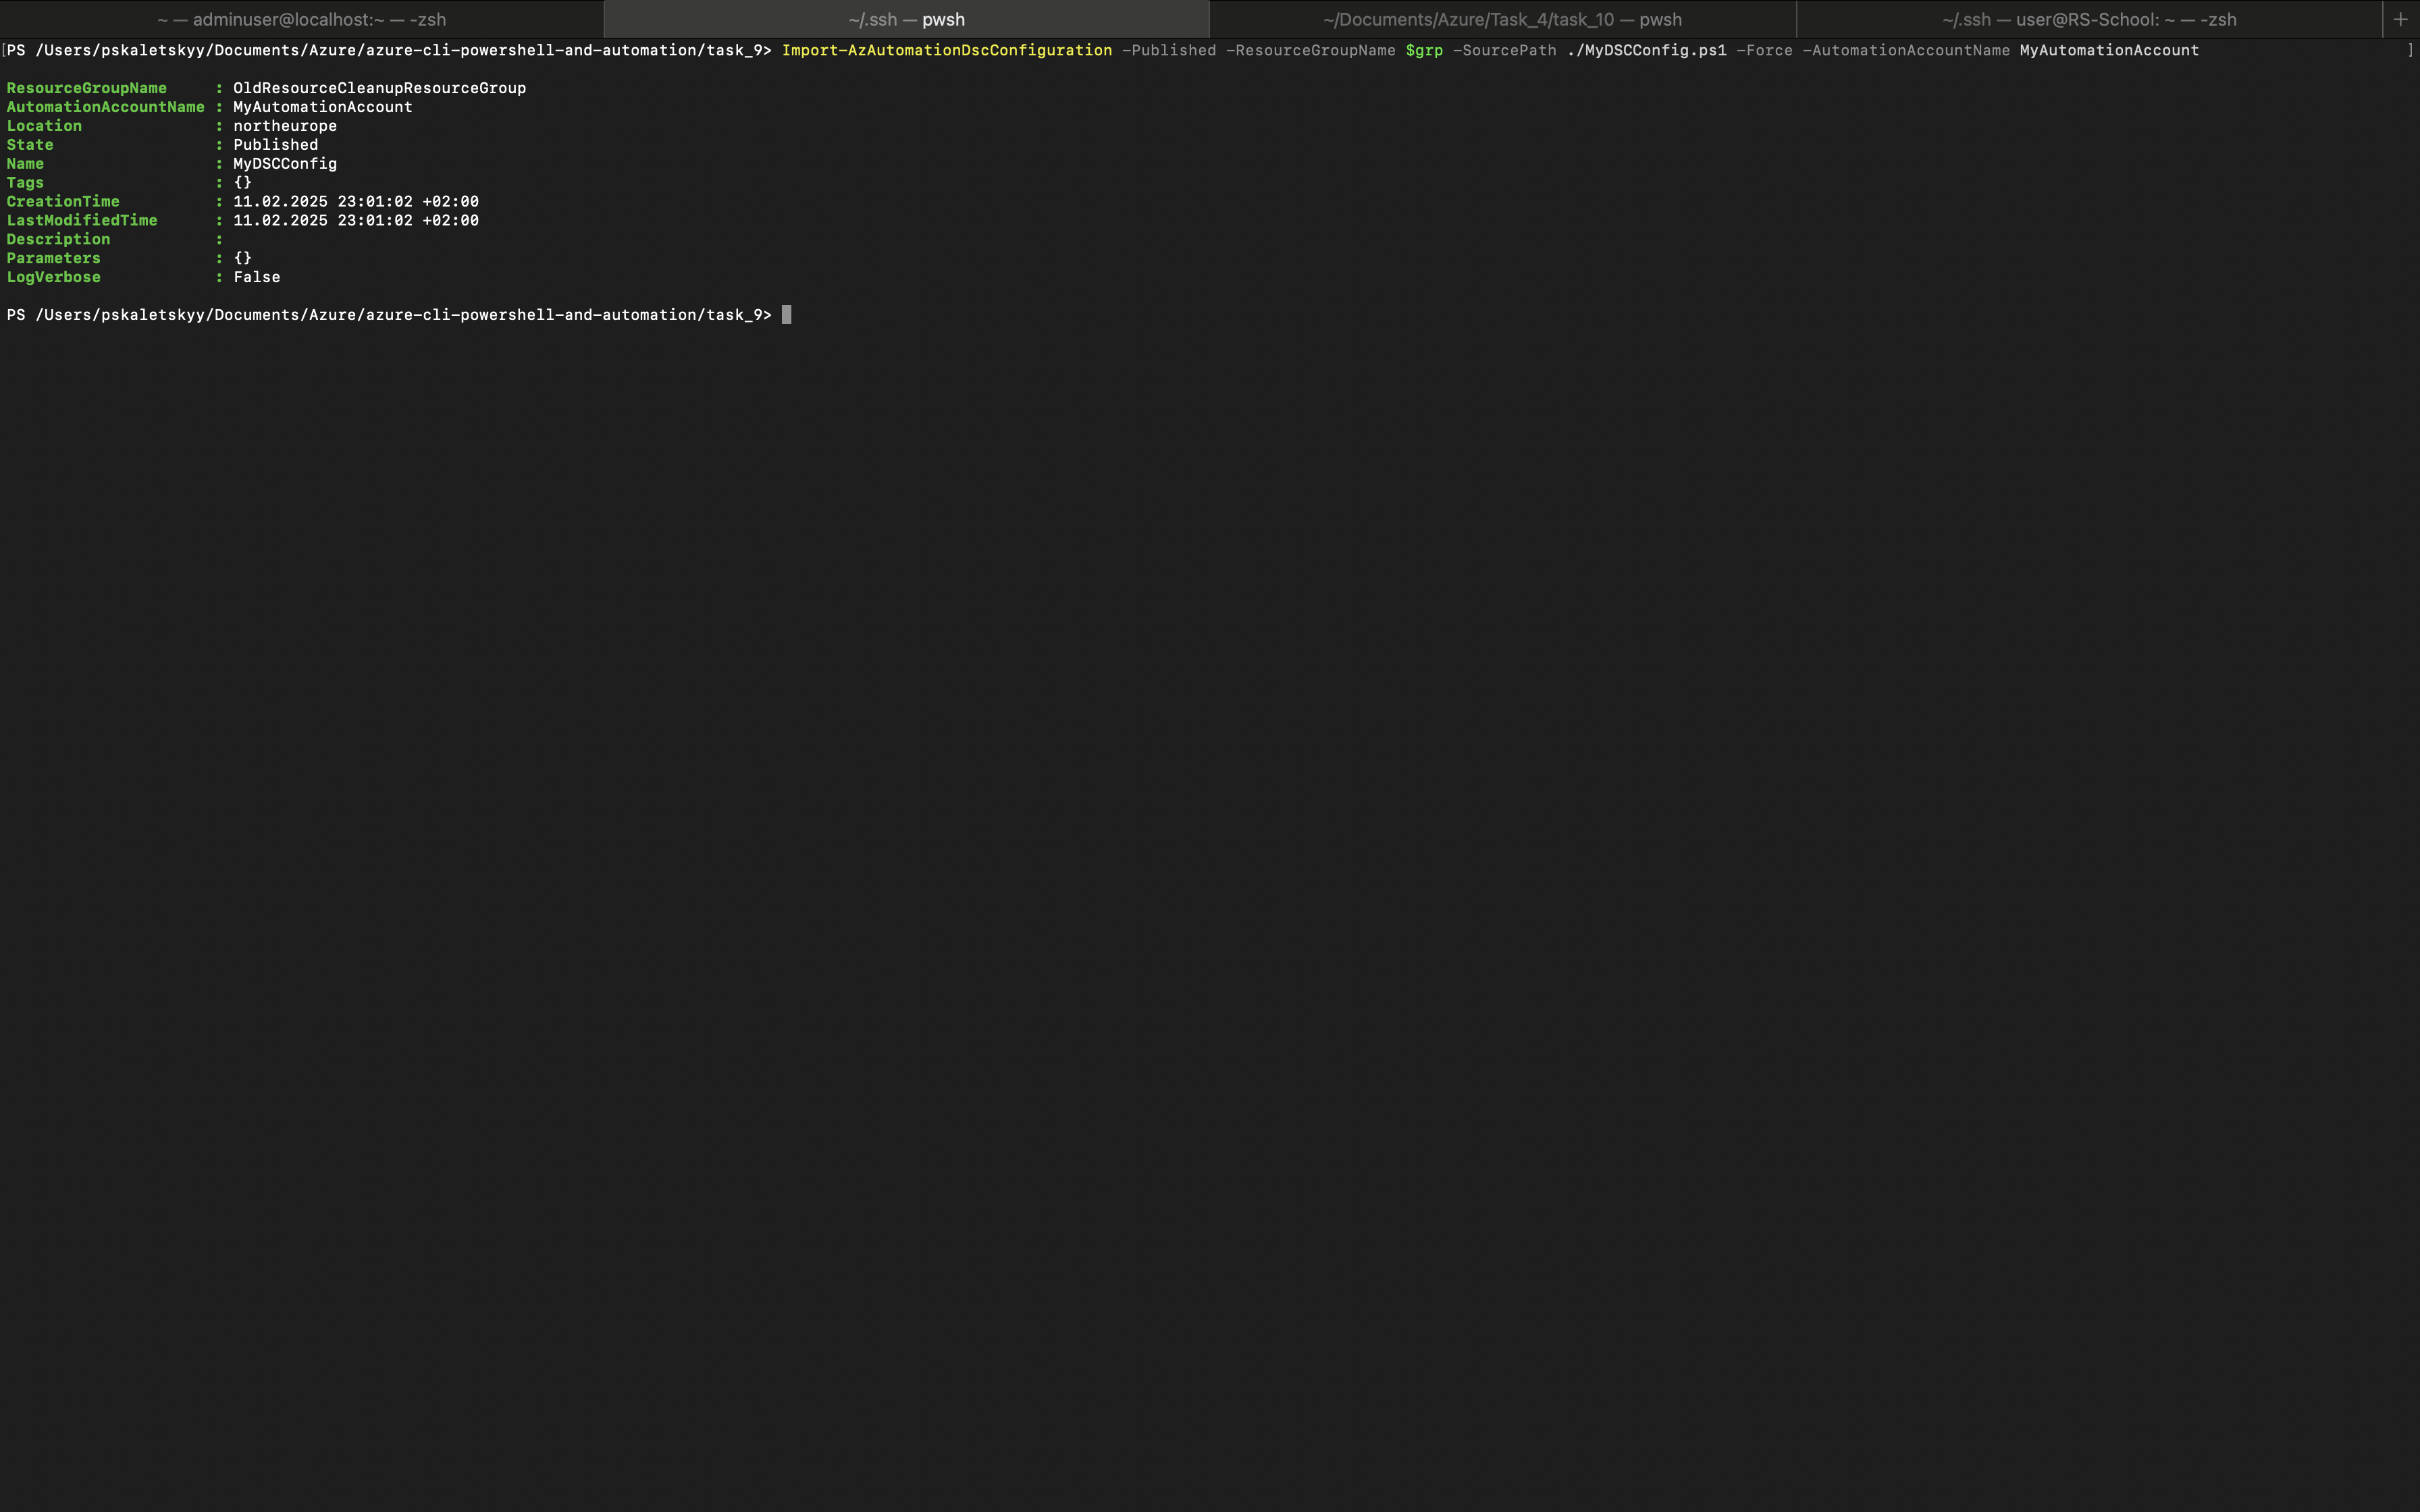 ~ — adminuser@localhost:~ — -zsh
~/.ssh — pwsh
~/Documents/Azure/Task_4/task_10 — pwsh
~/.ssh — user@RS-School: ~ — -zsh
+
[PS /Users/pskaletskyy/Documents/Azure/azure-cli-powershell-and-automation/task_9> Import-AzAutomationDscConfiguration -Published -ResourceGroupName $grp -SourcePath ./MyDSCConfig.ps1 -Force -AutomationAccountName MyAutomationAccount ]
ResourceGroupName : OldResourceCleanupResourceGroup
AutomationAccountName : MyAutomationAccount
Location : northeurope
State : Published
Name : MyDSCConfig
Tags : {}
CreationTime : 11.02.2025 23:01:02 +02:00
LastModifiedTime : 11.02.2025 23:01:02 +02:00
Description :
Parameters : {}
LogVerbose : False
PS /Users/pskaletskyy/Documents/Azure/azure-cli-powershell-and-automation/task_9>